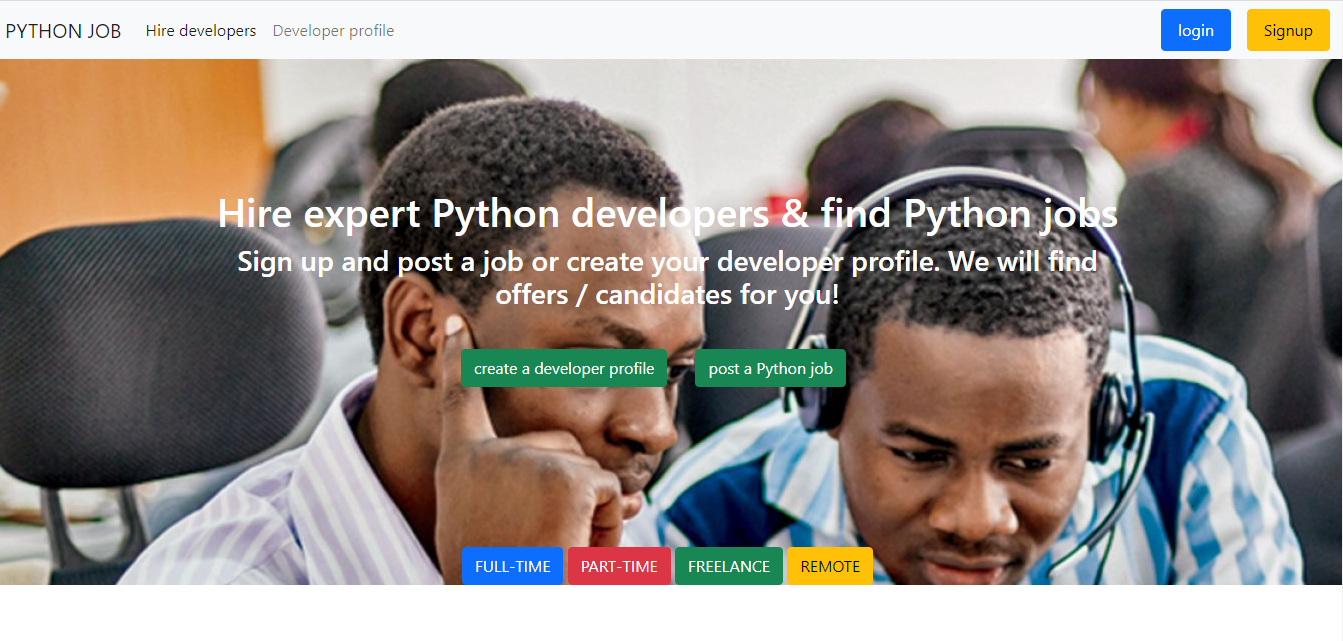 PYTHON JOB Hire developers Developer profile login Signup
Hire expert Python developers & find Python jobs
Sign up and post a job or create your developer profile. We will find
offers / candidates for you!
create a developer profile post a Python job
FULL-TIME PART-TIME FREELANCE REMOTE